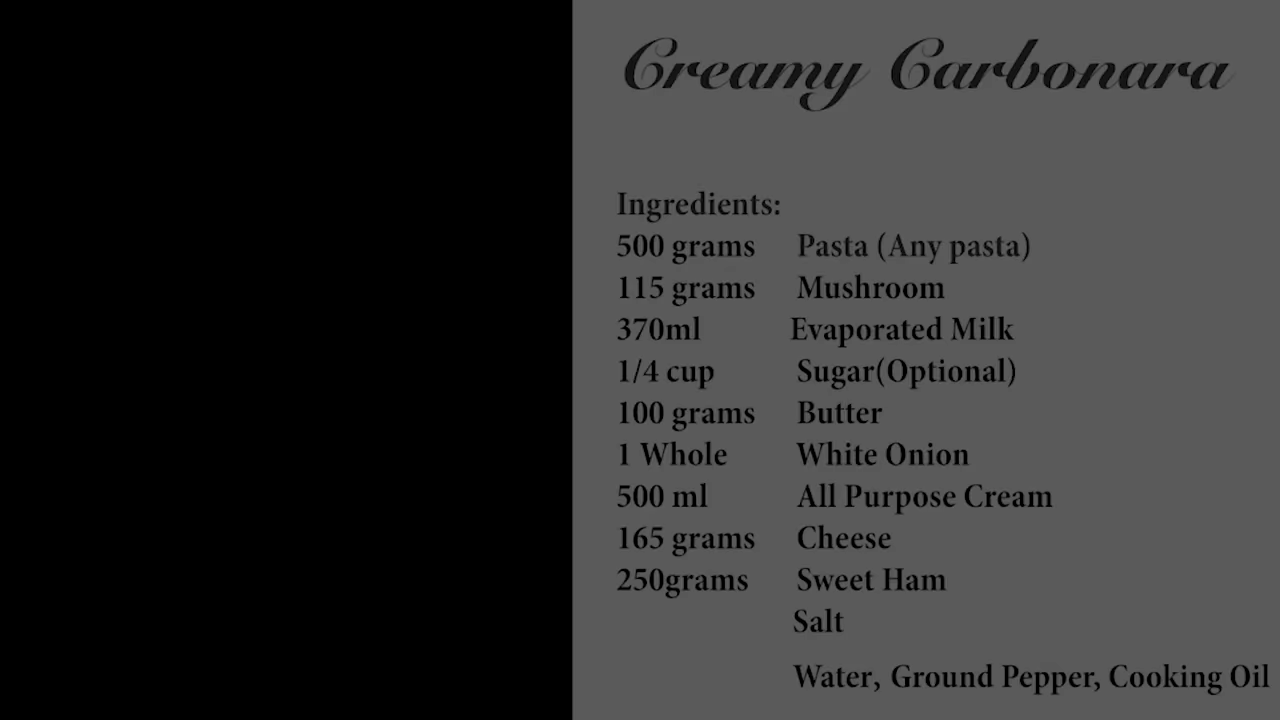 Creamy Carbonara
Ingredients:
500 grams Pasta (Any pasta)
115 grams Mushroom
370ml Evaporated Milk
1/4 cup Sugar(Optional)
100 grams Butter
1 Whole White Onion
500 ml All Purpose Cream
165 grams Cheese
250grams Sweet Ham
Salt
Water, Ground Pepper, Cooking Oil